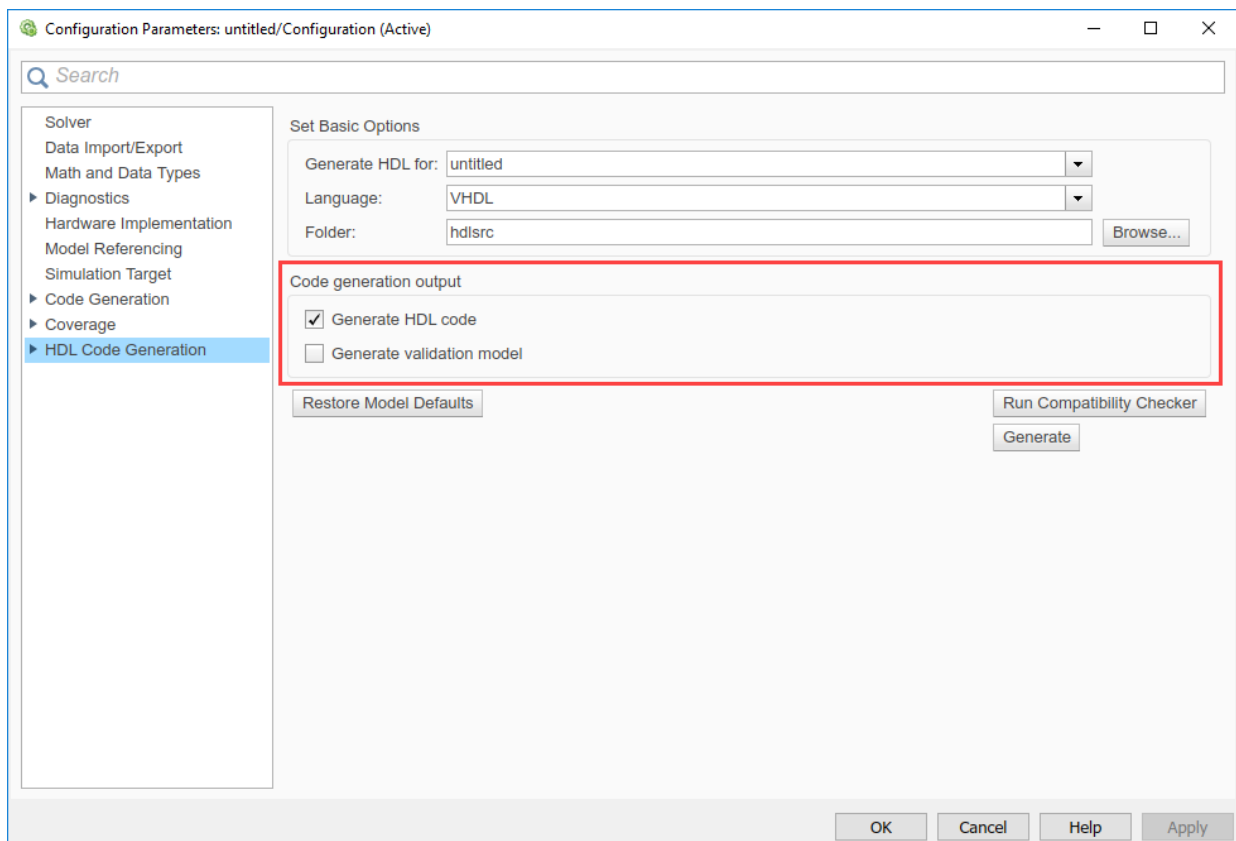 Configuration Parameters: untitled/Configuration (Active)
Search
Solver
Data Import/Export
Math and Data Types
Diagnostics
Hardware Implementation
Model Referencing
Simulation Target
Code Generation
Coverage
HDL Code Generation
Set Basic Options
Generate HDL for: untitled
Language: VHDL
Folder: hdlsrc Browse...
Code generation output
Generate HDL code
Generate validation model
Restore Model Defaults Run Compatibility Checker
Generate
OK Cancel Help Apply